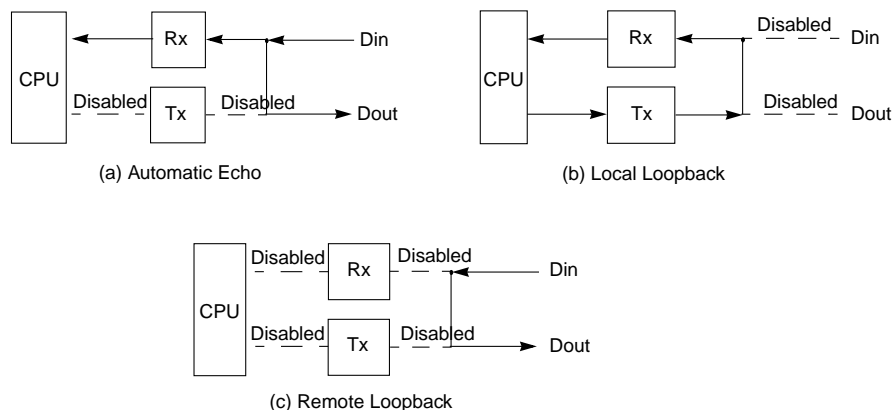 Rx
Din
CPU
Disabled
Tx
Disabled
Dout
(a) Automatic Echo
Disabled
Rx
Din
CPU
Disabled
Tx
Dout
(b) Local Loopback
Disabled
Rx
Disabled
Din
CPU
Disabled
Tx
Disabled
Dout
(c) Remote Loopback